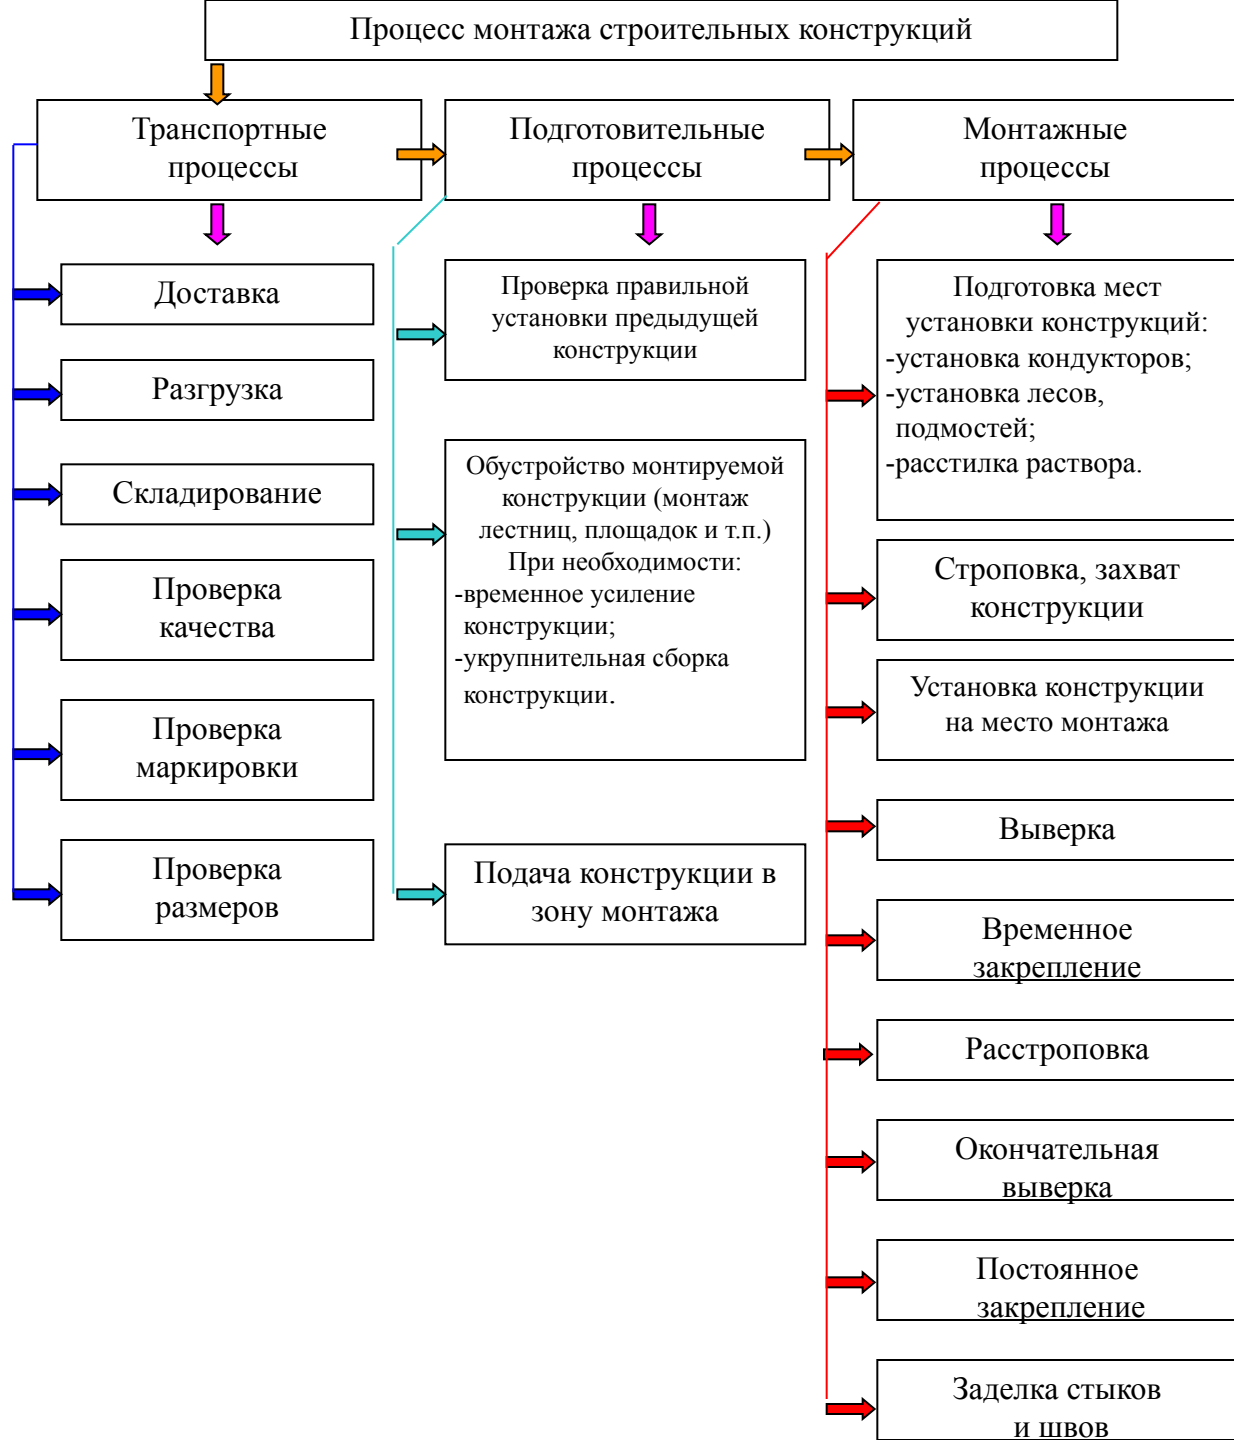 Процесс монтажа строительных конструкций
Транспортные
процессы
Подготовительные
процессы
Монтажные
процессы
Доставка
Разгрузка
Складирование
Проверка
качества
Проверка
маркировки
Проверка
размеров
Проверка правильной
установки предыдущей
конструкции
Обустройство монтируемой
конструкции (монтаж
лестниц, площадок и т.п.)
При необходимости:
-временное усиление
конструкции;
-укрупнительная сборка
конструкции.
Подача конструкции в
зону монтажа
Подготовка мест
установки конструкций:
-установка кондукторов;
-установка лесов,
подмостей;
-расстилка раствора.
Строповка, захват
конструкции
Установка конструкции
на место монтажа
Выверка
Временное
закрепление
Расстроповка
Окончательная
выверка
Постоянное
закрепление
Заделка стыков
и швов